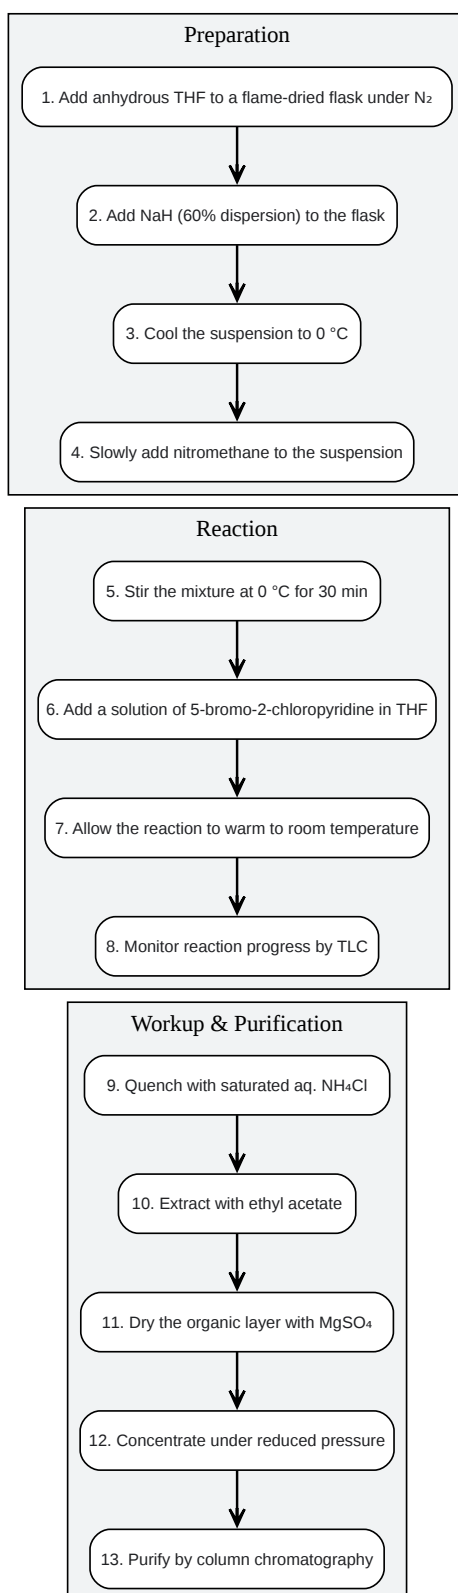 Preparation
1. Add anhydrous THF to a flame-dried flask under N₂
2. Add NaH (60% dispersion) to the flask
3. Cool the suspension to 0 °C
4. Slowly add nitromethane to the suspension
Reaction
5. Stir the mixture at 0 °C for 30 min
6. Add a solution of 5-bromo-2-chloropyridine in THF
7. Allow the reaction to warm to room temperature
8. Monitor reaction progress by TLC
Workup & Purification
9. Quench with saturated aq. NH₄Cl
10. Extract with ethyl acetate
11. Dry the organic layer with MgSO₄
12. Concentrate under reduced pressure
13. Purify by column chromatography